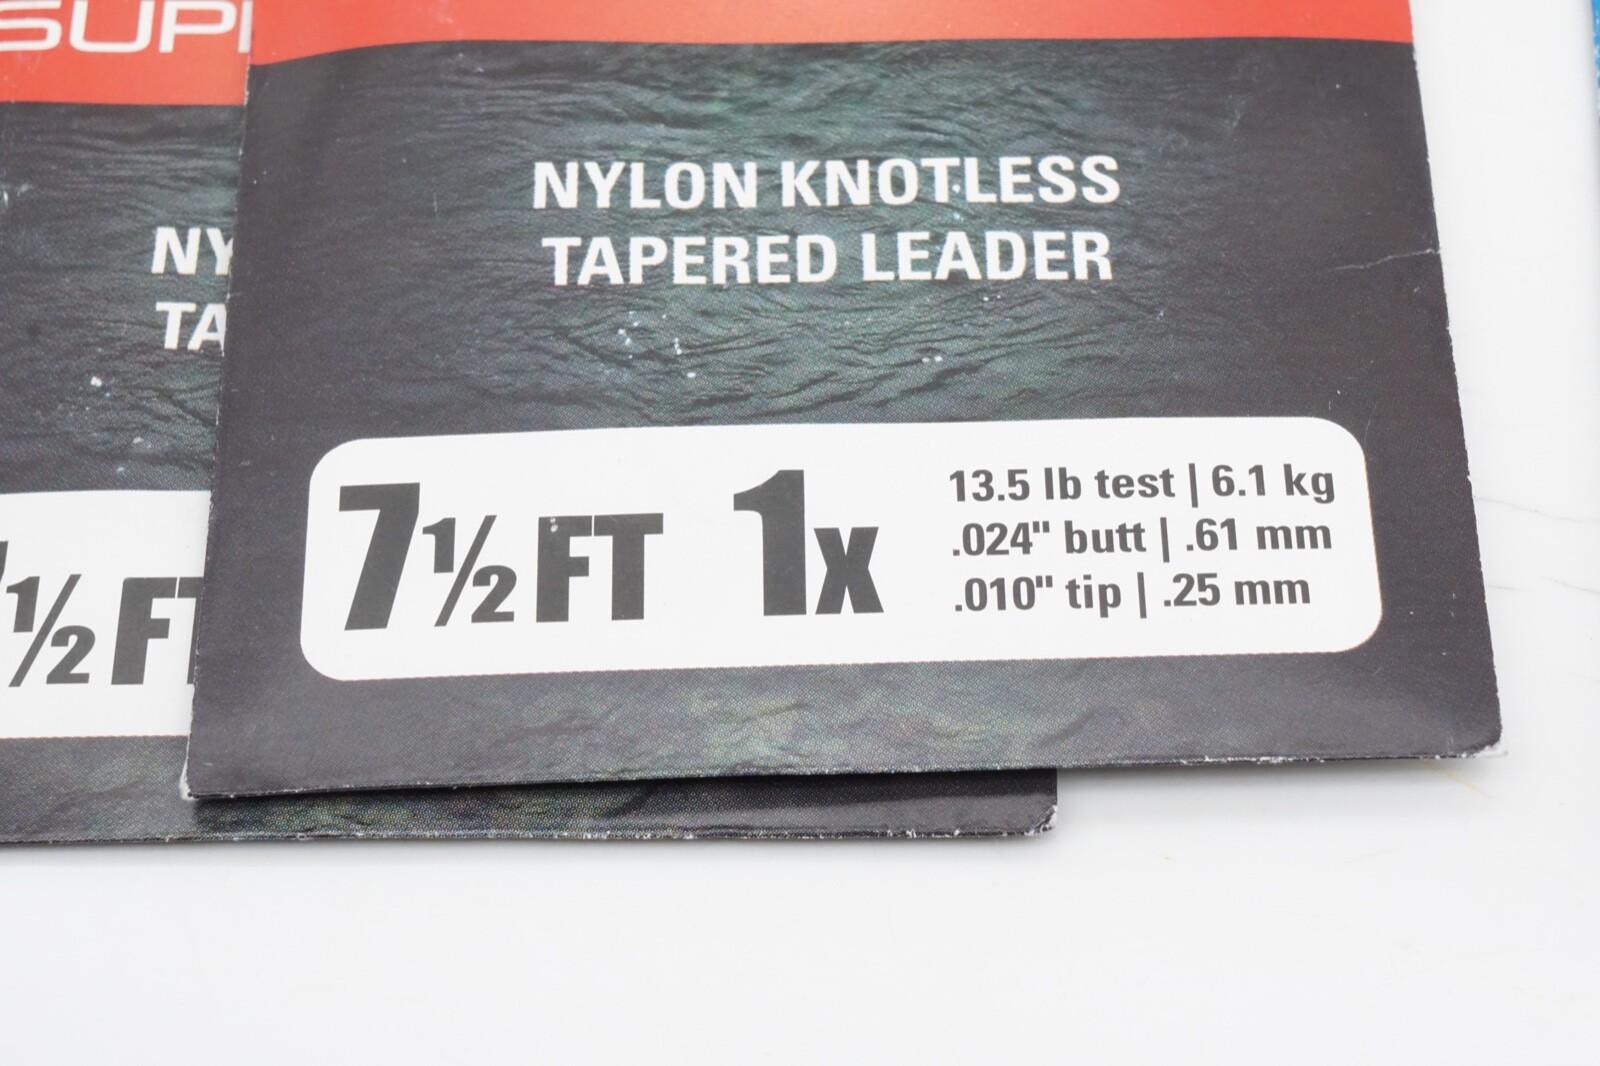 NYLON KNOTLESS
TAPERED LEADER
7½ FT 1x
13.5 lb test | 6.1 kg
.024" butt | .61 mm
.010" tip | .25 mm
SUP
NY
TA
½ FT